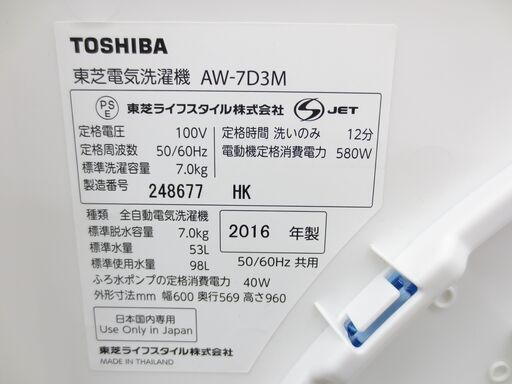 TOSHIBA
東芝電気洗濯機 AW-7D3M
PS
E
東芝ライフスタイル株式会社 S JET
定格電圧 100V 定格時間 洗いのみ 12分
定格周波数 50/60Hz 電動機定格消費電力 580W
標準洗濯容量 7.0kg
製造番号 248677 HK
種類 全自動電気洗濯機
標準脱水容量 7.0kg 2016 年製
標準水量 53L
標準使用水量 98L 50/60Hz 共用
ふろ水ポンプの定格消費電力 40W
外形寸法mm 幅600 奥行569 高さ960
日本国内専用
Use Only in Japan
東芝ライフスタイル株式会社
MADE IN THAILAND